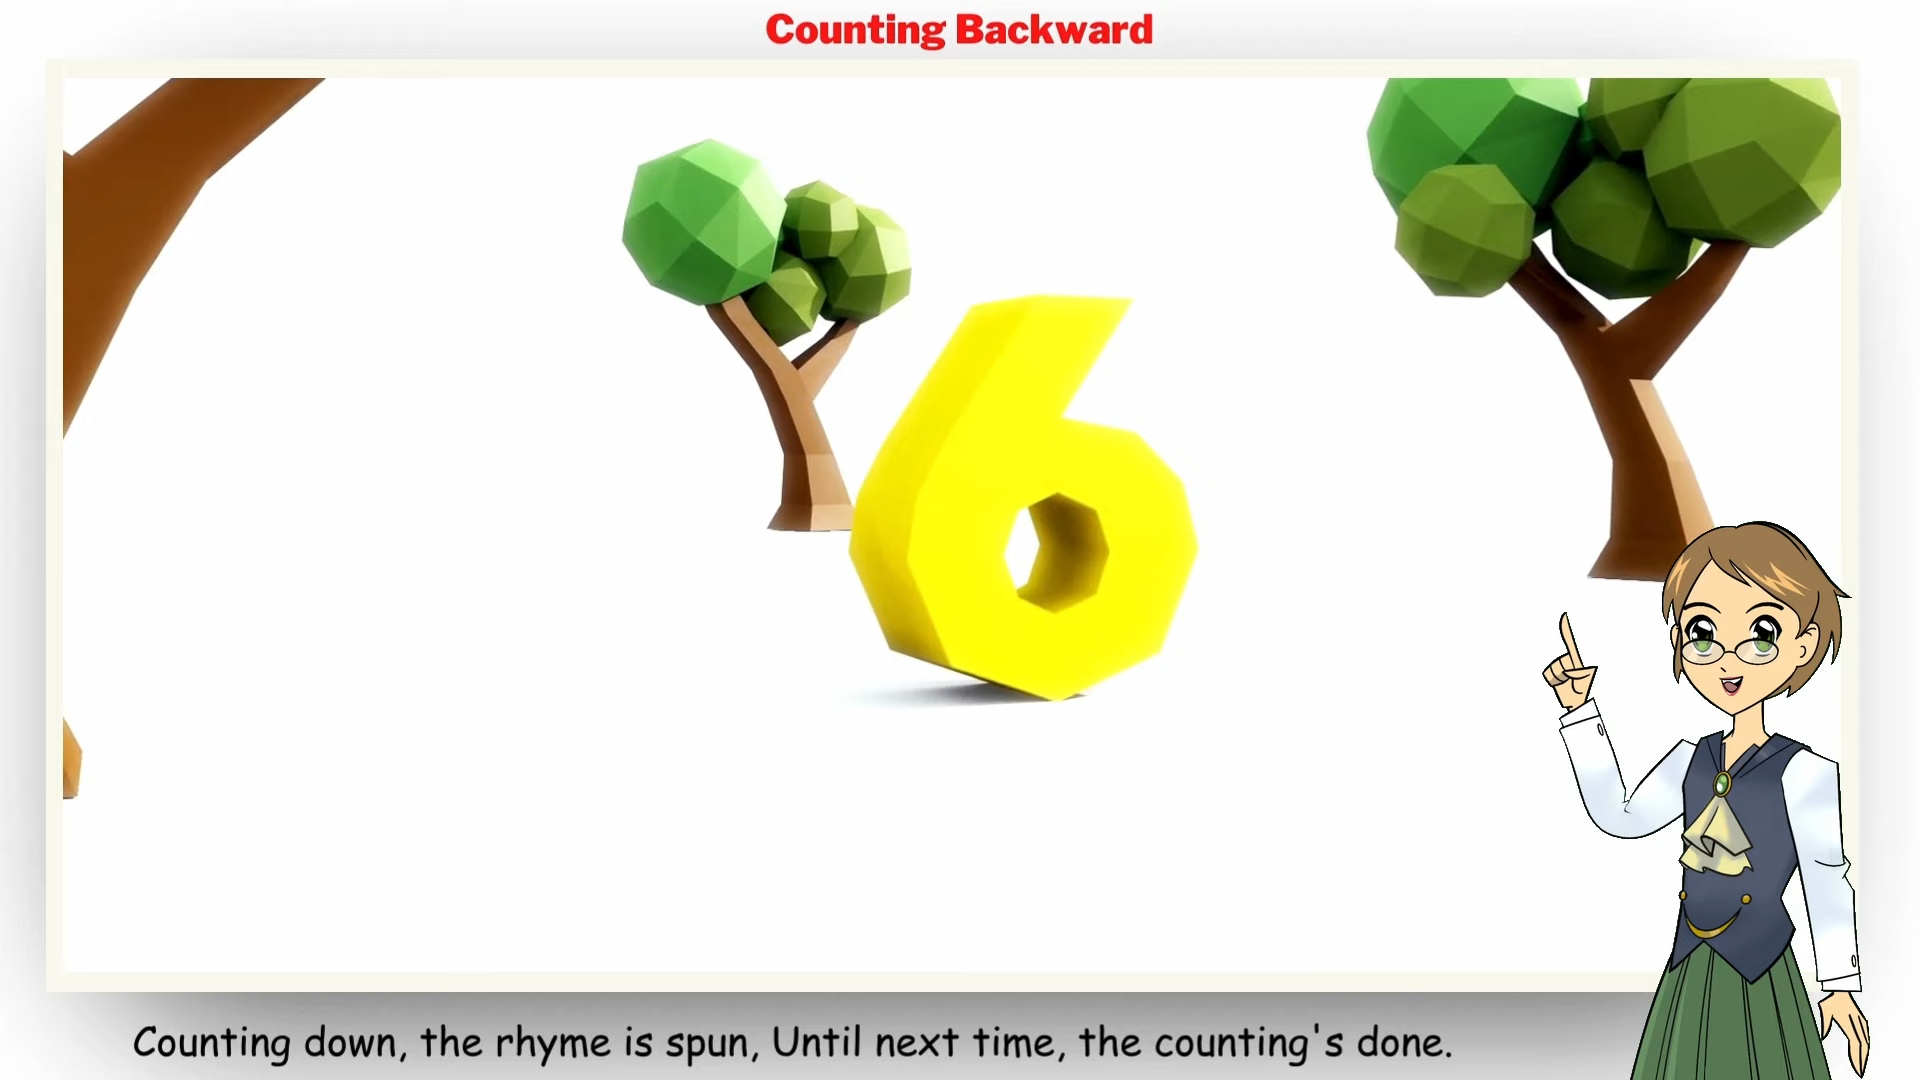 Counting Backward
6
Counting down, the rhyme is spun, Until next time, the counting's done.